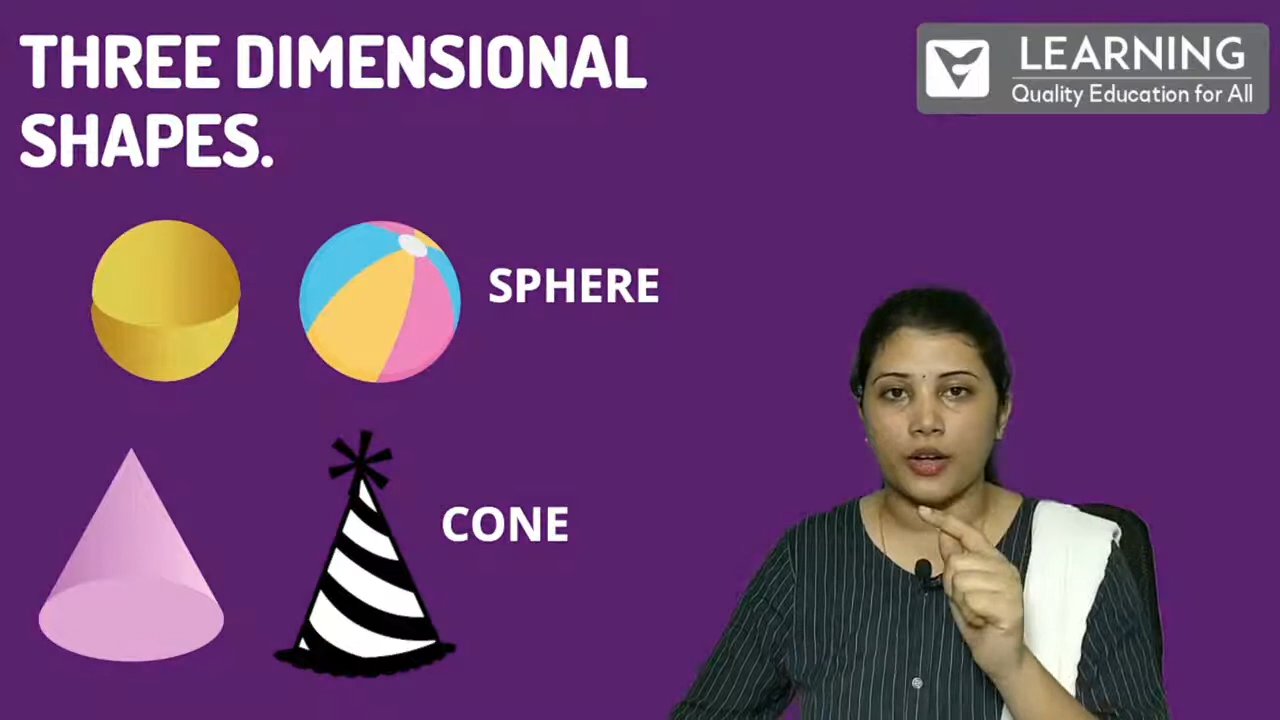 THREE DIMENSIONAL
SHAPES.
LEARNING
Quality Education for All
SPHERE
CONE